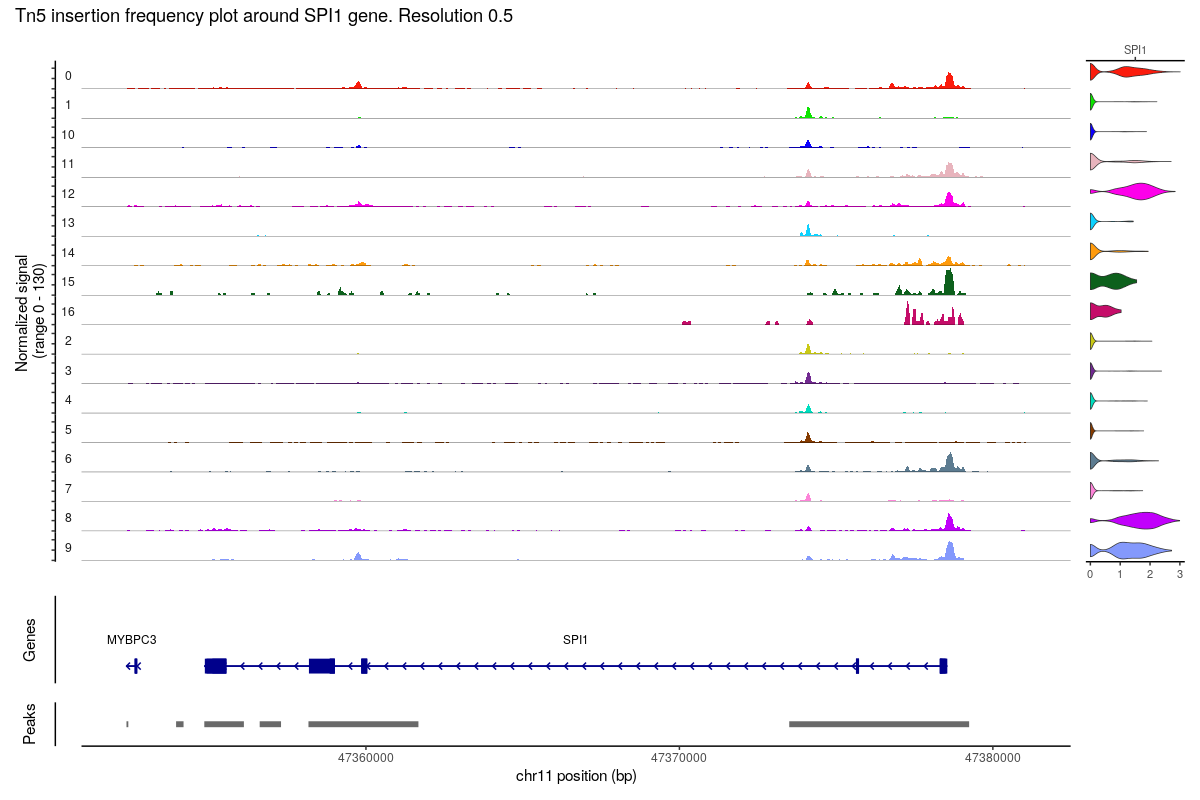 Tn5 insertion frequency plot around SPI1 gene. Resolution 0.5
SPI1
0
1
10
11
12
13
14
15
16
2
3
4
5
6
7
8
9
Normalized signal
(range 0 - 130)
0 1 2 3
Genes
MYBPC3
SPI1
Peaks
47360000 47370000 47380000
chr11 position (bp)